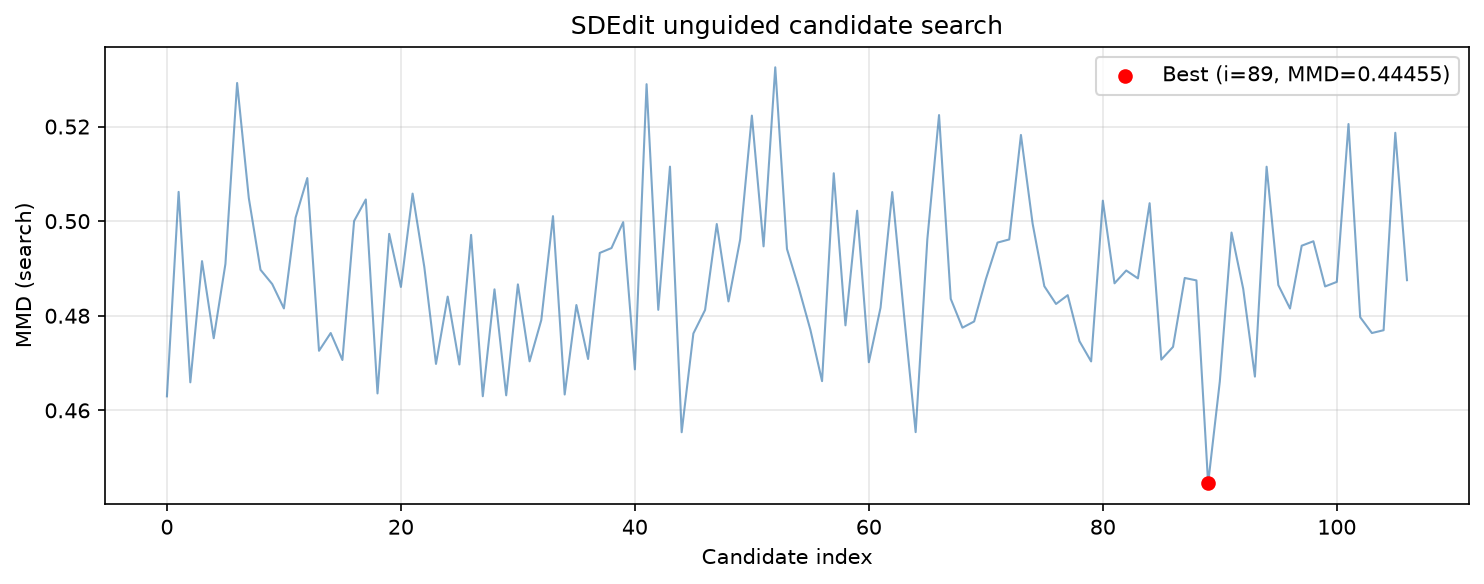 SDEdit unguided candidate search
Best (i=89, MMD=0.44455)
MMD (search)
0.52
0.50
0.48
0.46
0 20 40 60 80 100
Candidate index